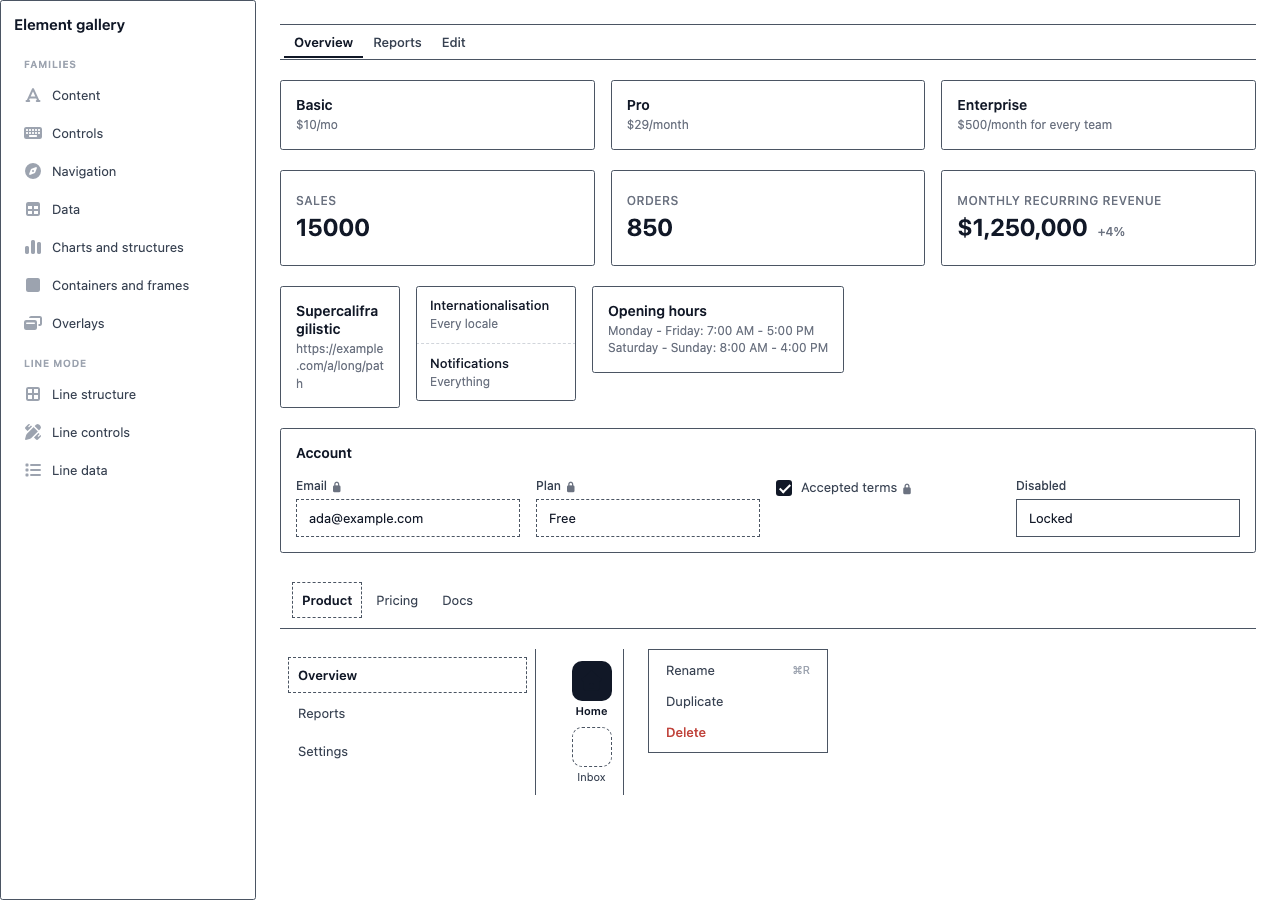 Element gallery
FAMILIES
Content
Controls
Navigation
Data
Charts and structures
Containers and frames
Overlays
LINE MODE
Line structure
Line controls
Line data
Overview Reports Edit
Basic
$10/mo
Pro
$29/month
Enterprise
$500/month for every team
SALES
15000
ORDERS
850
MONTHLY RECURRING REVENUE
$1,250,000 +4%
Supercalifra
gilistic
https://example
.com/a/long/pat
h
Internationalisation
Every locale
Notifications
Everything
Opening hours
Monday - Friday: 7:00 AM - 5:00 PM
Saturday - Sunday: 8:00 AM - 4:00 PM
Account
Email
ada@example.com
Plan
Free
Accepted terms
Disabled
Locked
Product Pricing Docs
Overview
Reports
Settings
Home
Inbox
Rename ⌘R
Duplicate
Delete